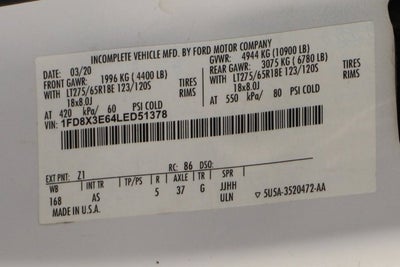 INCOMPLETE VEHICLE MFD. BY FORD MOTOR COMPANY
DATE: 03/20 GVWR: 4944 KG (10900 LB)
FRONT GAWR: 1996 KG ( 4400 LB) REAR GAWR: 3075 KG ( 6780 LB)
WITH LT275/65R18E 123/120S TIRES WITH LT275/65R18E 123/120S TIRES
18x8.0J RIMS 18x8.0J RIMS
AT 420 kPa/ 60 PSI COLD AT 550 kPa/ 80 PSI COLD
VIN: 1FD8X3E64LED51378
EXT PNT: Z1 RC: 86 DSO:
WB INT TR TP/PS R AXLE TR SPR
168 AS 5 37 G JJHH
ULN
MADE IN U.S.A. ▽ 5U5A-3520472-AA